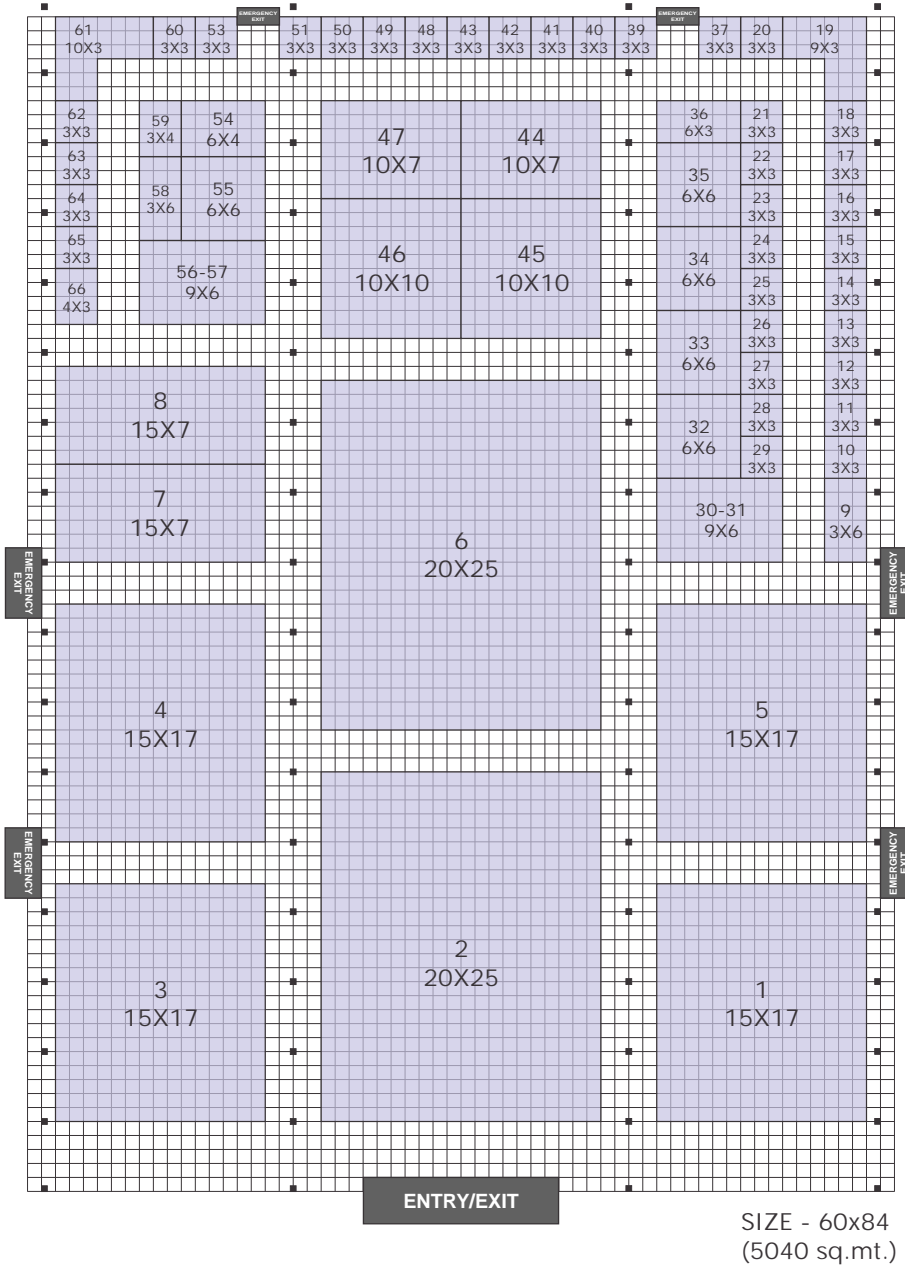 EMERGENCY
EXIT
EMERGENCY
EXIT
61
10X3
60
3X3
53
3X3
51
3X3
50
3X3
49
3X3
48
3X3
43
3X3
42
3X3
41
3X3
40
3X3
39
3X3
37
3X3
20
3X3
19
9X3
62
3X3
59
3X4
54
6X4
47
10X7
44
10X7
36
6X3
21
3X3
18
3X3
63
3X3
35
6X6
22
3X3
17
3X3
64
3X3
58
3X6
55
6X6
23
3X3
16
3X3
65
3X3
46
10X10
45
10X10
34
6X6
24
3X3
15
3X3
66
4X3
56-57
9X6
25
3X3
14
3X3
33
6X6
26
3X3
13
3X3
27
3X3
12
3X3
8
15X7
32
6X6
28
3X3
11
3X3
29
3X3
10
3X3
7
15X7
6
20X25
30-31
9X6
9
3X6
EMERGENCY
EXIT
EMERGENCY
EXIT
4
15X17
5
15X17
EMERGENCY
EXIT
EMERGENCY
EXIT
3
15X17
2
20X25
1
15X17
ENTRY/EXIT
SIZE - 60x84
(5040 sq.mt.)